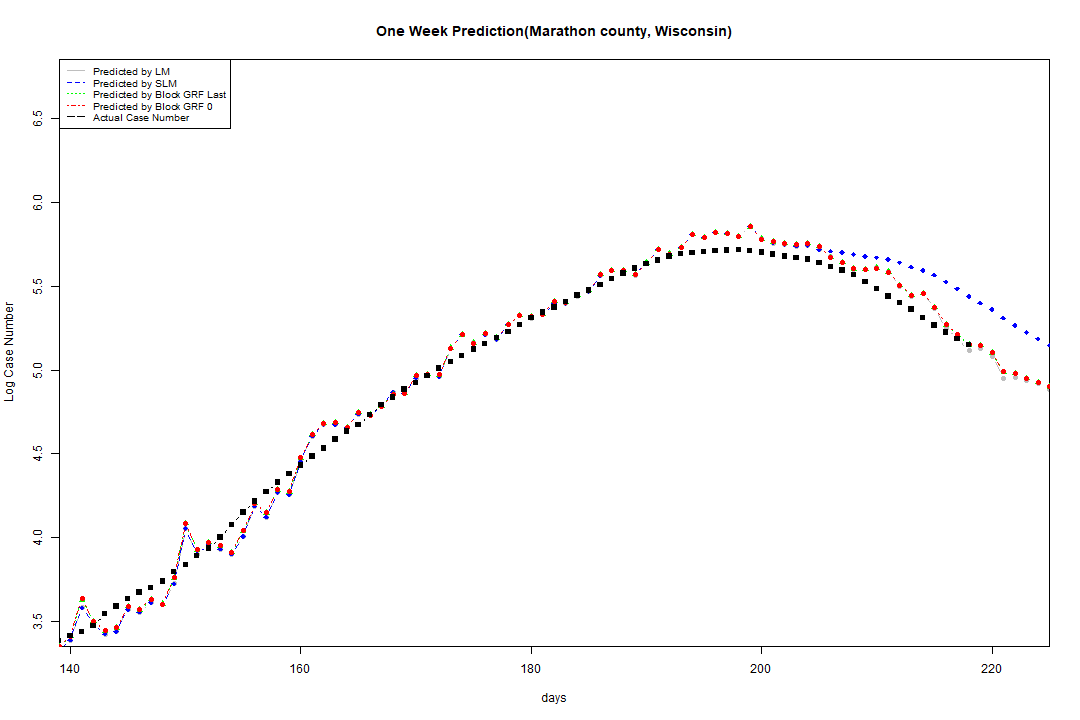 One Week Prediction(Marathon county, Wisconsin)
Predicted by LM
Predicted by SLM
Predicted by Block GRF Last
Predicted by Block GRF 0
Actual Case Number
6.5
6.0
5.5
5.0
4.5
4.0
3.5
Log Case Number
140 160 180 200 220
days